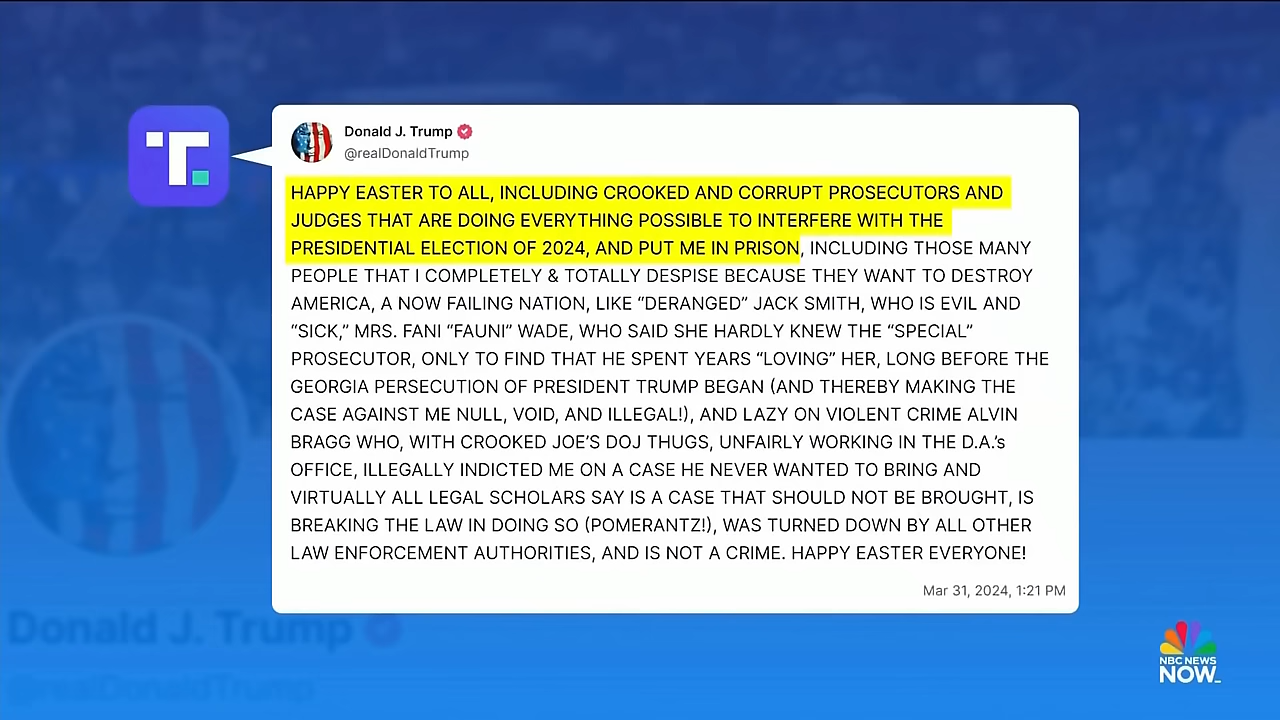 Donald J. Trump
@realDonaldTrump
HAPPY EASTER TO ALL, INCLUDING CROOKED AND CORRUPT PROSECUTORS AND
JUDGES THAT ARE DOING EVERYTHING POSSIBLE TO INTERFERE WITH THE
PRESIDENTIAL ELECTION OF 2024, AND PUT ME IN PRISON, INCLUDING THOSE MANY
PEOPLE THAT I COMPLETELY & TOTALLY DESPISE BECAUSE THEY WANT TO DESTROY
AMERICA, A NOW FAILING NATION, LIKE “DERANGED” JACK SMITH, WHO IS EVIL AND
“SICK,” MRS. FANI “FAUNI” WADE, WHO SAID SHE HARDLY KNEW THE “SPECIAL”
PROSECUTOR, ONLY TO FIND THAT HE SPENT YEARS “LOVING” HER, LONG BEFORE THE
GEORGIA PERSECUTION OF PRESIDENT TRUMP BEGAN (AND THEREBY MAKING THE
CASE AGAINST ME NULL, VOID, AND ILLEGAL!), AND LAZY ON VIOLENT CRIME ALVIN
BRAGG WHO, WITH CROOKED JOE’S DOJ THUGS, UNFAIRLY WORKING IN THE D.A.’s
OFFICE, ILLEGALLY INDICTED ME ON A CASE HE NEVER WANTED TO BRING AND
VIRTUALLY ALL LEGAL SCHOLARS SAY IS A CASE THAT SHOULD NOT BE BROUGHT, IS
BREAKING THE LAW IN DOING SO (POMERANTZ!), WAS TURNED DOWN BY ALL OTHER
LAW ENFORCEMENT AUTHORITIES, AND IS NOT A CRIME. HAPPY EASTER EVERYONE!
Mar 31, 2024, 1:21 PM
Donald J. Trump
@realDonaldTrump
NBC NEWS
NOW_